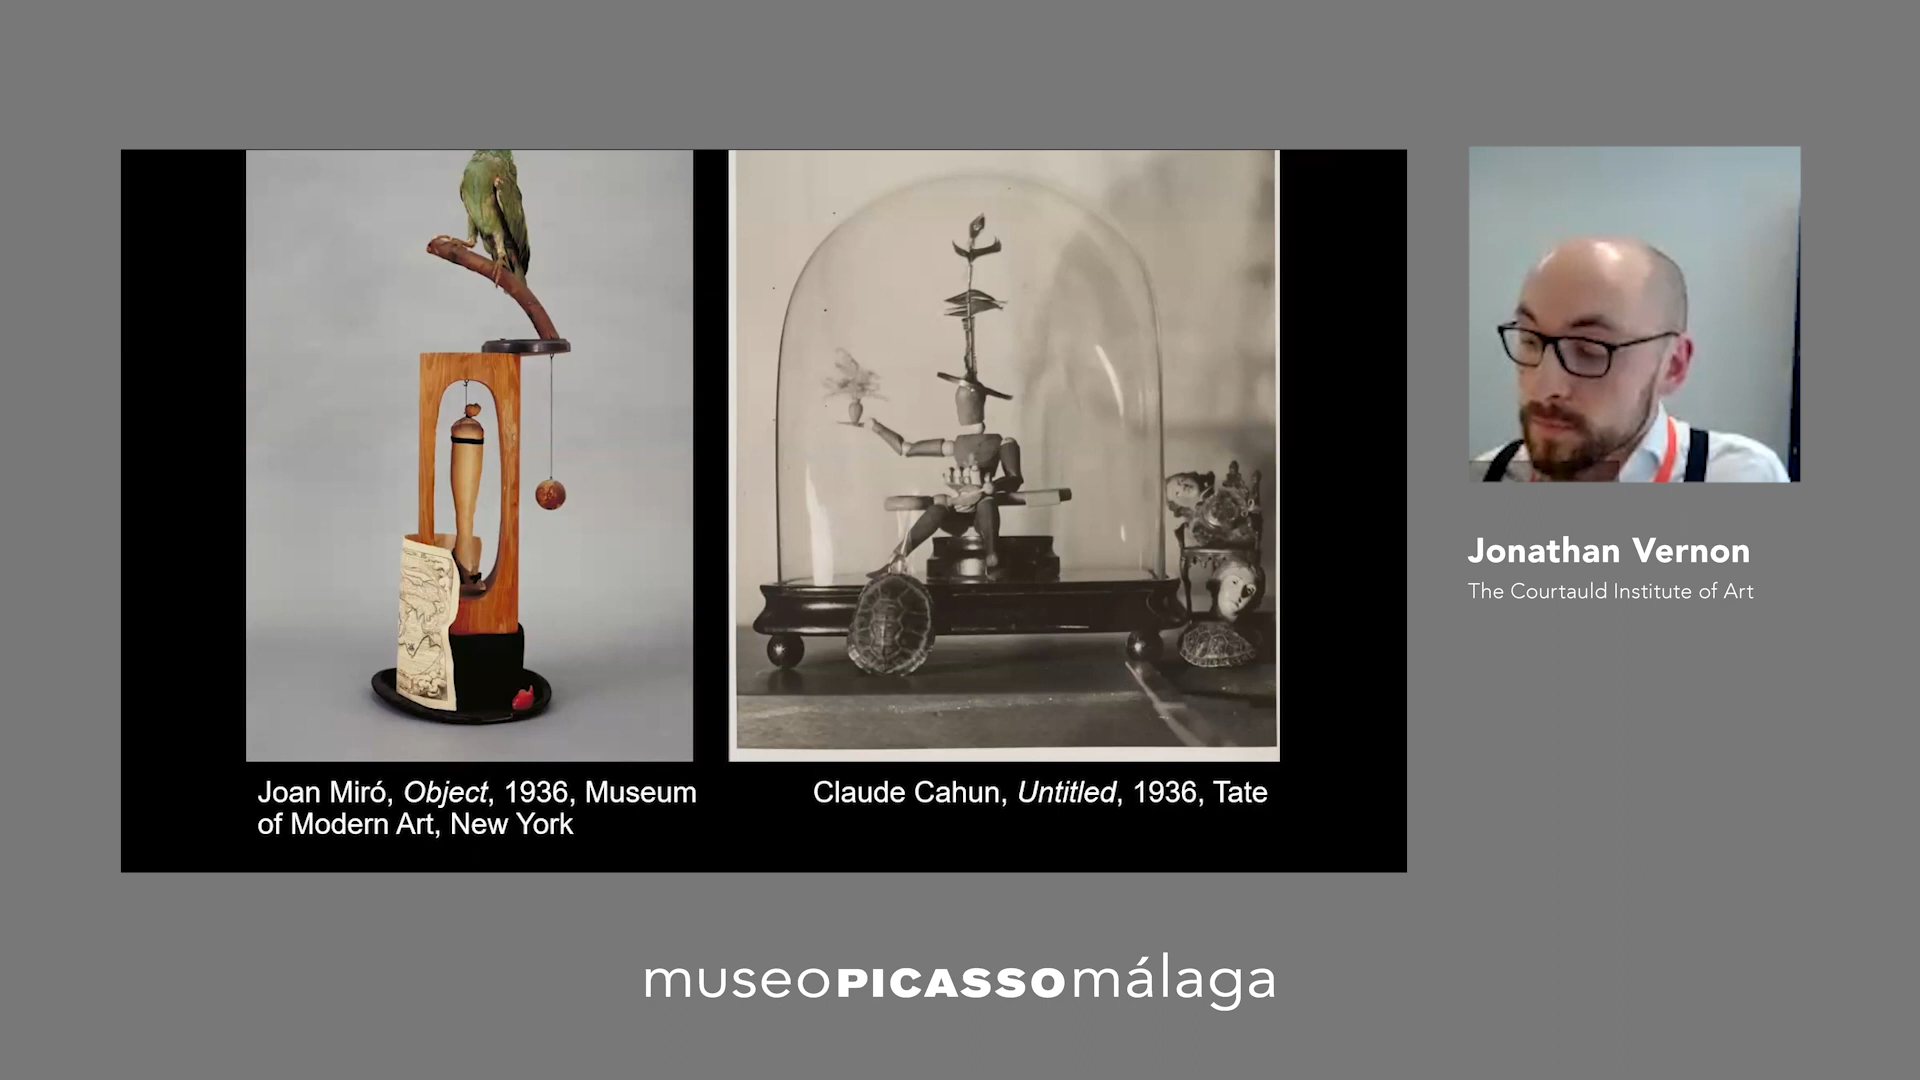 Joan Miró, Object, 1936, Museum
of Modern Art, New York
Claude Cahun, Untitled, 1936, Tate
Jonathan Vernon
The Courtauld Institute of Art
museoPICASSOmálaga